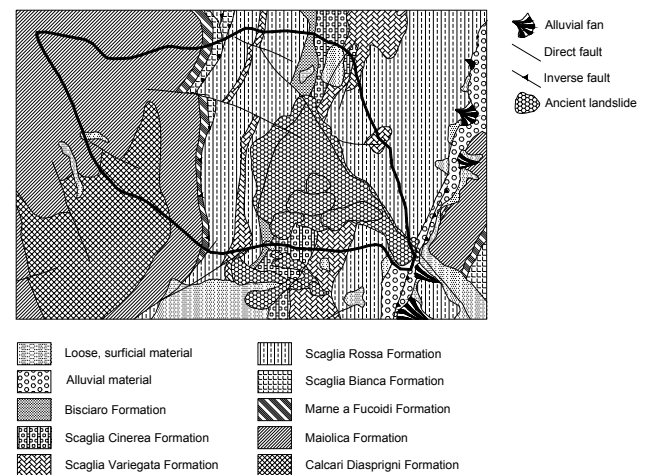 Alluvial fan
Direct fault
Inverse fault
Ancient landslide
Loose, surficial material
Alluvial material
Bisciaro Formation
Scaglia Cinerea Formation
Scaglia Variegata Formation
Scaglia Rossa Formation
Scaglia Bianca Formation
Marne a Fucoidi Formation
Maiolica Formation
Calcari Diasprigni Formation